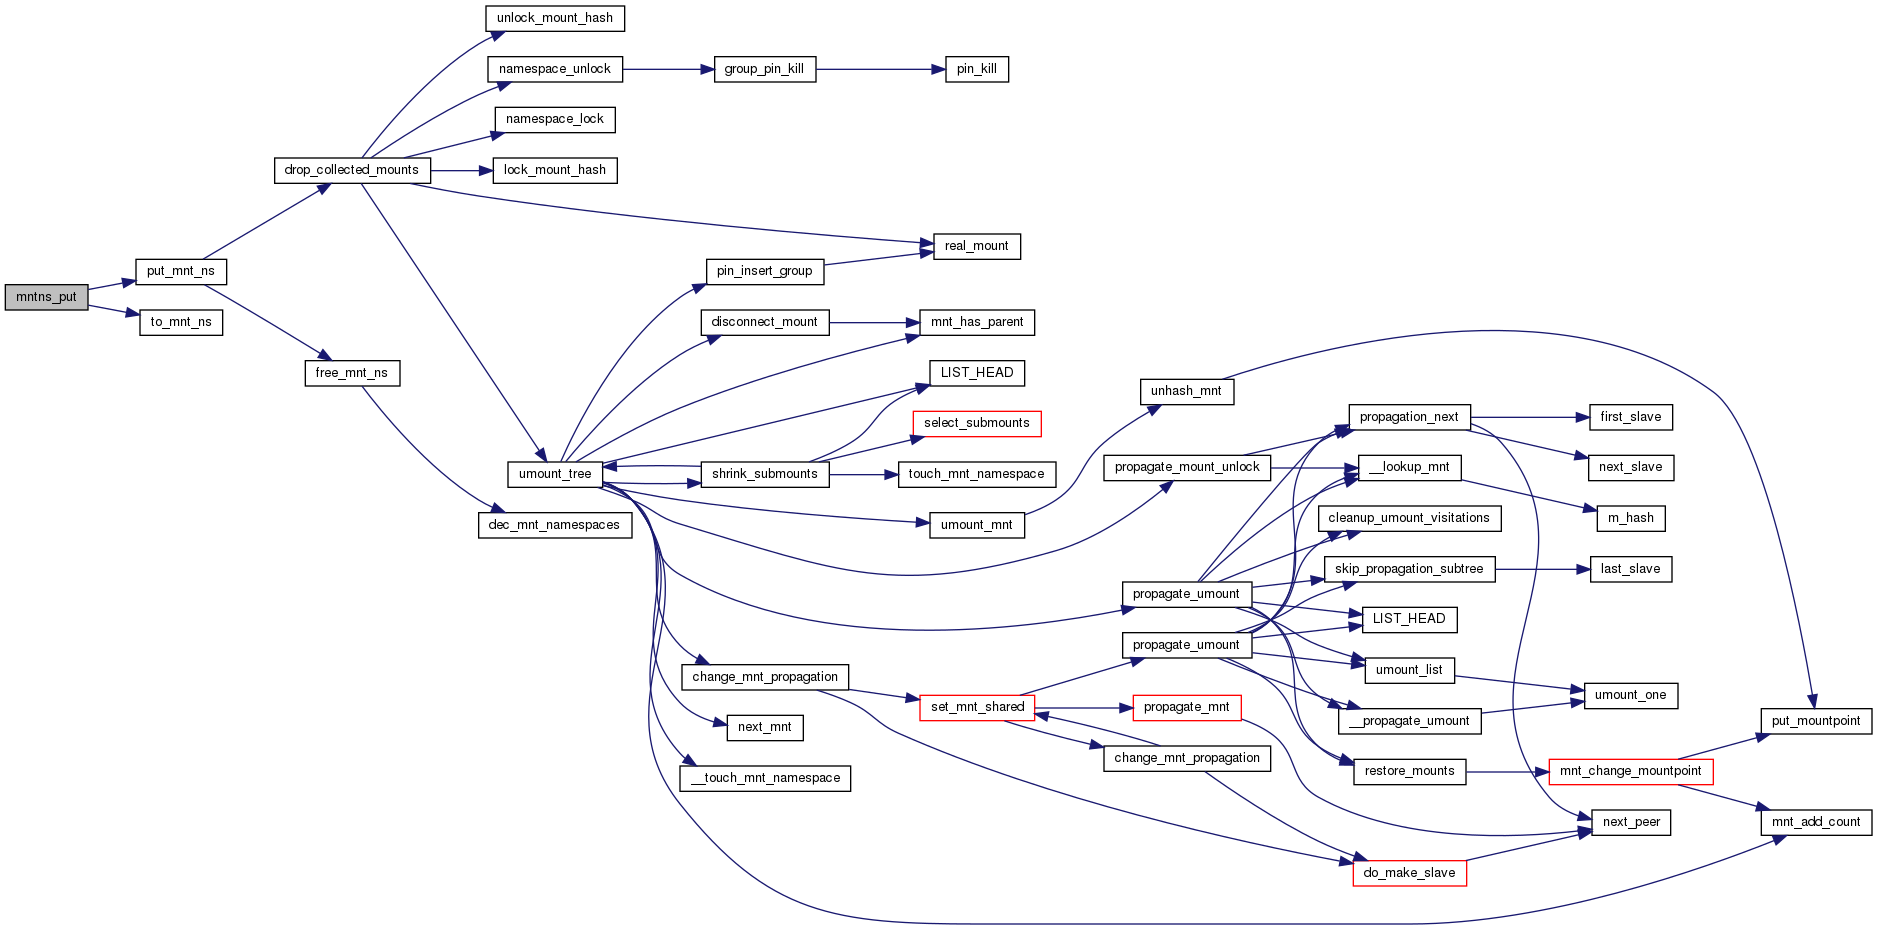 unlock_mount_hash
namespace_unlock
group_pin_kill
pin_kill
namespace_lock
drop_collected_mounts
lock_mount_hash
real_mount
put_mnt_ns
pin_insert_group
mntns_put
to_mnt_ns
disconnect_mount
mnt_has_parent
free_mnt_ns
LIST_HEAD
unhash_mnt
select_submounts
propagation_next
first_slave
umount_tree
shrink_submounts
touch_mnt_namespace
propagate_mount_unlock
__lookup_mnt
next_slave
dec_mnt_namespaces
umount_mnt
cleanup_umount_visitations
m_hash
skip_propagation_subtree
last_slave
propagate_umount
LIST_HEAD
propagate_umount
change_mnt_propagation
umount_list
umount_one
set_mnt_shared
propagate_mnt
__propagate_umount
put_mountpoint
next_mnt
change_mnt_propagation
__touch_mnt_namespace
restore_mounts
mnt_change_mountpoint
next_peer
mnt_add_count
do_make_slave